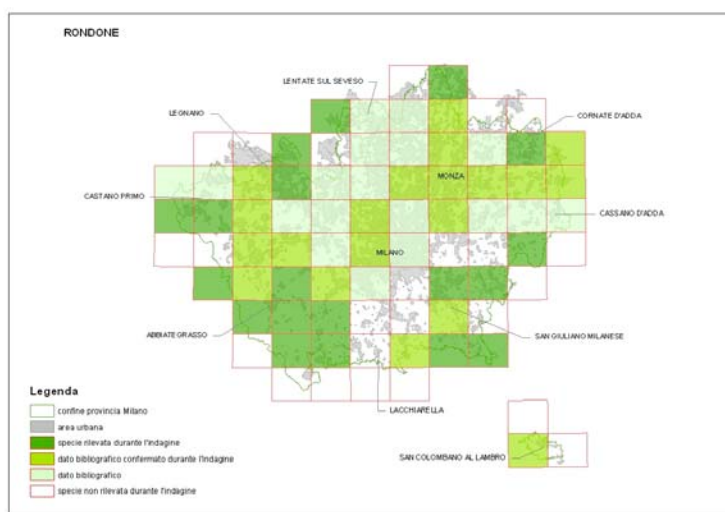 RONDONE
LENTATE SUL SEVESO
LEGNANO
CORNATE D'ADDA
MONZA
CASTANO PRIMO
CASSANO D'ADDA
MILANO
ABBIATEGRASSO
SAN GIULIANO MILANESE
LACCHIARELLA
SAN COLOMBANO AL LAMBRO
Legenda
confine provincia Milano
area urbana
specie rilevata durante l'indagine
dato bibliografico confermato durante l'indagine
dato bibliografico
specie non rilevata durante l'indagine